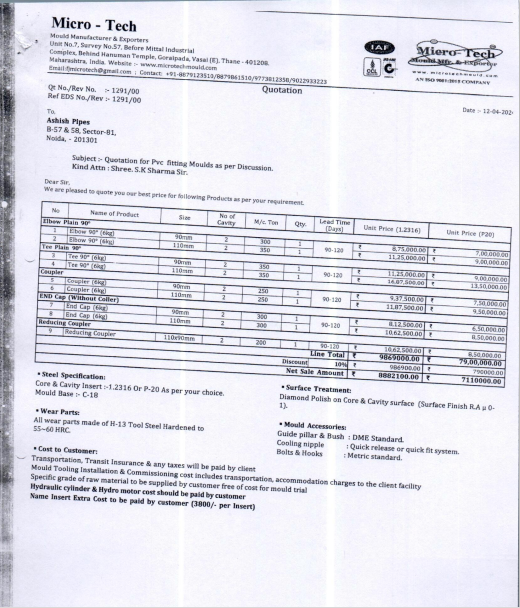 Micro - Tech
Mould Manufacturer & Exporters
Unit No.7, Survey No.57, Before Mittal Industrial
Complex, Behind Hanuman Temple, Goraipada, Vasai (E). Thane - 401208.
Maharashtra, India. Website :- www.microtechmould.com
Email:fjmicrotech@gmail.com ; Contact: +91-8879123510/8879861510/9773812358/9022933223
IAF
Micro-Tech
Mould Mfr. & Exporter
www.microtechmould.com
AN ISO 9001:2015 COMPANY
Quotation
Qt No./Rev No. :- 1291/00
Ref EDS No./Rev :- 1291/00
Date :- 12-04-202
To.
Ashish Pipes
B-57 & 58, Sector-81,
Noida, - 201301
Subject :- Quotation for Pvc fitting Moulds as per Discussion.
Kind Attn : Shree. S.K Sharma Sir.
Dear Sir.
We are pleased to quote you our best price for following Products as per your requirement.
No Name of Product Size No of Cavity M/c. Ton Qty. Lead Time (Days) Unit Price (1.2316) Unit Price (P20)
Elbow Plain 90°
1 Elbow 90° (6kg) 90mm 2 300 1 90-120 ₹ 8,75,000.00 ₹ 7,00,000.00
2 Elbow 90° (6kg) 110mm 2 350 1 ₹ 11,25,000.00 ₹ 9,00,000.00
Tee Plain 90°
3 Tee 90° (6kg) 90mm 2 350 1 90-120 ₹ 11,25,000.00 ₹ 9,00,000.00
4 Tee 90° (6kg) 110mm 2 350 1 ₹ 16,87,500.00 ₹ 13,50,000.00
Coupler
5 Coupler (6kg) 90mm 2 250 1 90-120 ₹ 9,37,500.00 ₹ 7,50,000.00
6 Coupler (6kg) 110mm 2 250 1 ₹ 11,87,500.00 ₹ 9,50,000.00
END Cap (Without Coller)
7 End Cap (6kg) 90mm 2 300 1 90-120 ₹ 8,12,500.00 ₹ 6,50,000.00
8 End Cap (6kg) 110mm 2 300 1 ₹ 10,62,500.00 ₹ 8,50,000.00
Reducing Coupler
9 Reducing Coupler 110x90mm 2 200 1 90-120 ₹ 10,62,500.00 ₹ 8,50,000.00
Line Total ₹ 9869000.00 ₹ 79,00,000.00
Discount 10% ₹ 986900.00 ₹ 790000.00
Net Sale Amount ₹ 8882100.00 ₹ 7110000.00
• Steel Specification:
Core & Cavity Insert :-1.2316 Or P-20 As per your choice.
Mould Base :- C-18
• Surface Treatment:
Diamond Polish on Core & Cavity surface (Surface Finish R.A µ 0-
1).
• Wear Parts:
All wear parts made of H-13 Tool Steel Hardened to
55~60 HRC.
• Mould Accessories:
Guide pillar & Bush : DME Standard.
Cooling nipple : Quick release or quick fit system.
Bolts & Hooks : Metric standard.
• Cost to Customer:
Transportation, Transit Insurance & any taxes will be paid by client
Mould Tooling Installation & Commissioning cost includes transportation, accommodation charges to the client facility
Specific grade of raw material to be supplied by customer free of cost for mould trial
Hydraulic cylinder & Hydro motor cost should be paid by customer
Name Insert Extra Cost to be paid by customer (3800/- per Insert)